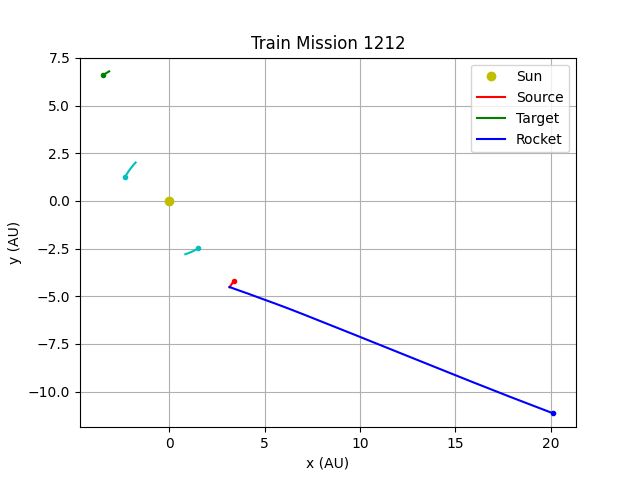 Train Mission 1212
Sun
Source
Target
Rocket
7.5
5.0
2.5
0.0
−2.5
−5.0
−7.5
−10.0
y (AU)
0 5 10 15 20
x (AU)